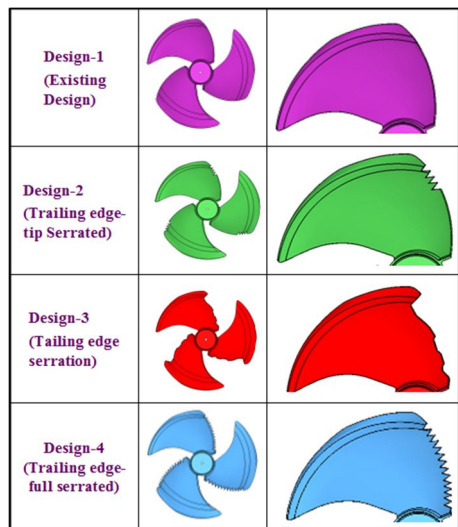 Design-1
(Existing
Design)
Design-2
(Trailing edge-
tip Serrated)
Design-3
(Tailing edge
serration)
Design-4
(Trailing edge-
full serrated)